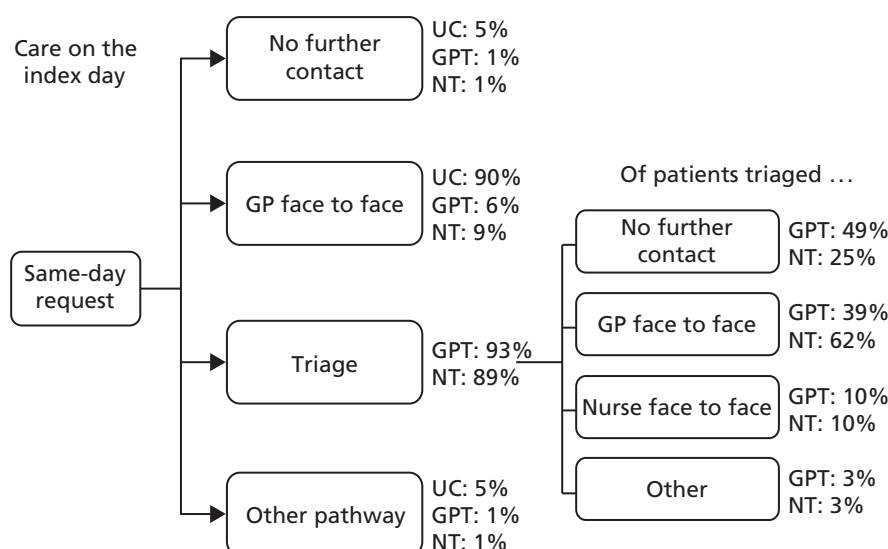 Care on the
index day
No further
contact
UC: 5%
GPT: 1%
NT: 1%
GP face to face
UC: 90%
GPT: 6%
NT: 9%
Same-day
request
Triage
GPT: 93%
NT: 89%
Other pathway
UC: 5%
GPT: 1%
NT: 1%
Of patients triaged ...
No further
contact
GPT: 49%
NT: 25%
GP face to face
GPT: 39%
NT: 62%
Nurse face to face
GPT: 10%
NT: 10%
Other
GPT: 3%
NT: 3%